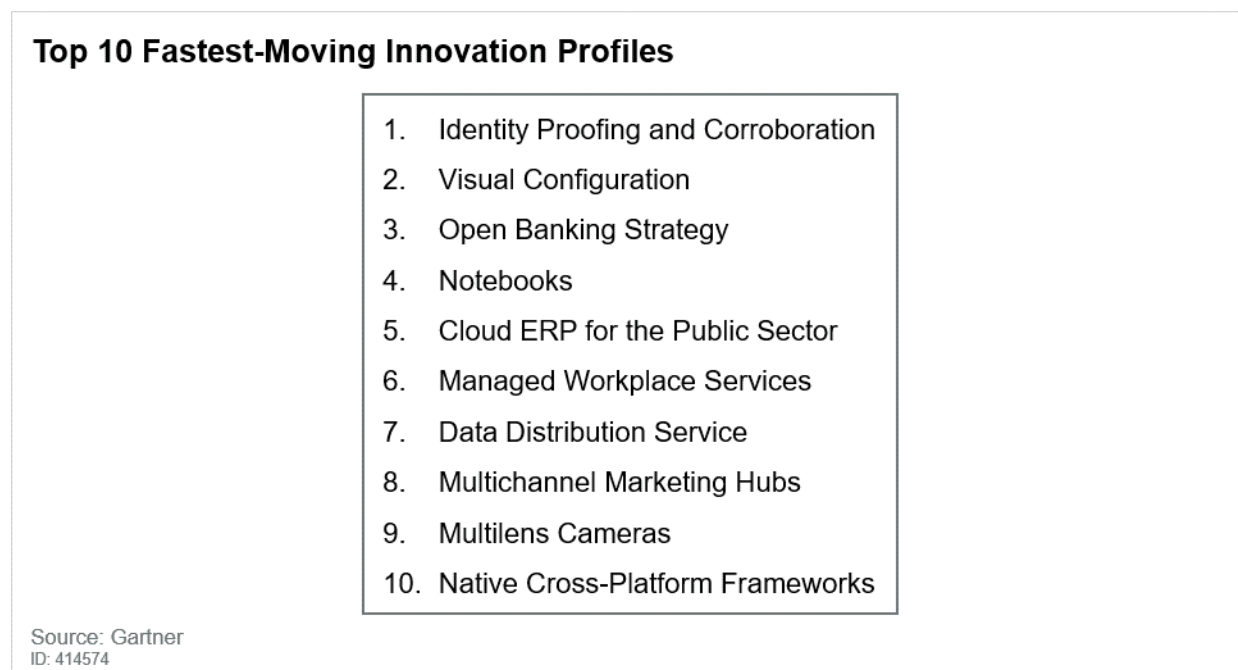 Top 10 Fastest-Moving Innovation Profiles
1. Identity Proofing and Corroboration
2. Visual Configuration
3. Open Banking Strategy
4. Notebooks
5. Cloud ERP for the Public Sector
6. Managed Workplace Services
7. Data Distribution Service
8. Multichannel Marketing Hubs
9. Multilens Cameras
10. Native Cross-Platform Frameworks
Source: Gartner
ID: 414574